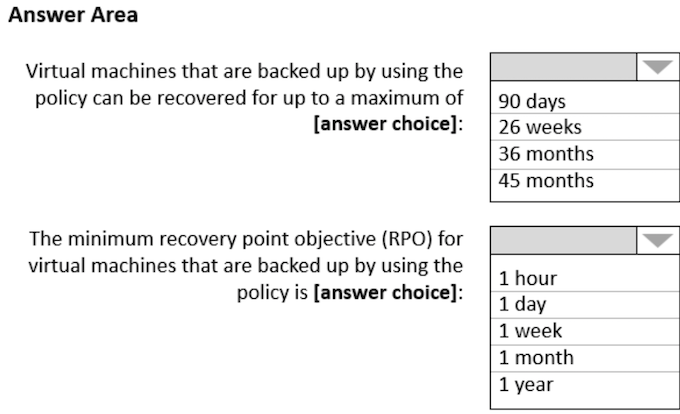 Answer Area
Virtual machines that are backed up by using the
policy can be recovered for up to a maximum of
[answer choice]:
90 days
26 weeks
36 months
45 months
The minimum recovery point objective (RPO) for
virtual machines that are backed up by using the
policy is [answer choice]:
1 hour
1 day
1 week
1 month
1 year